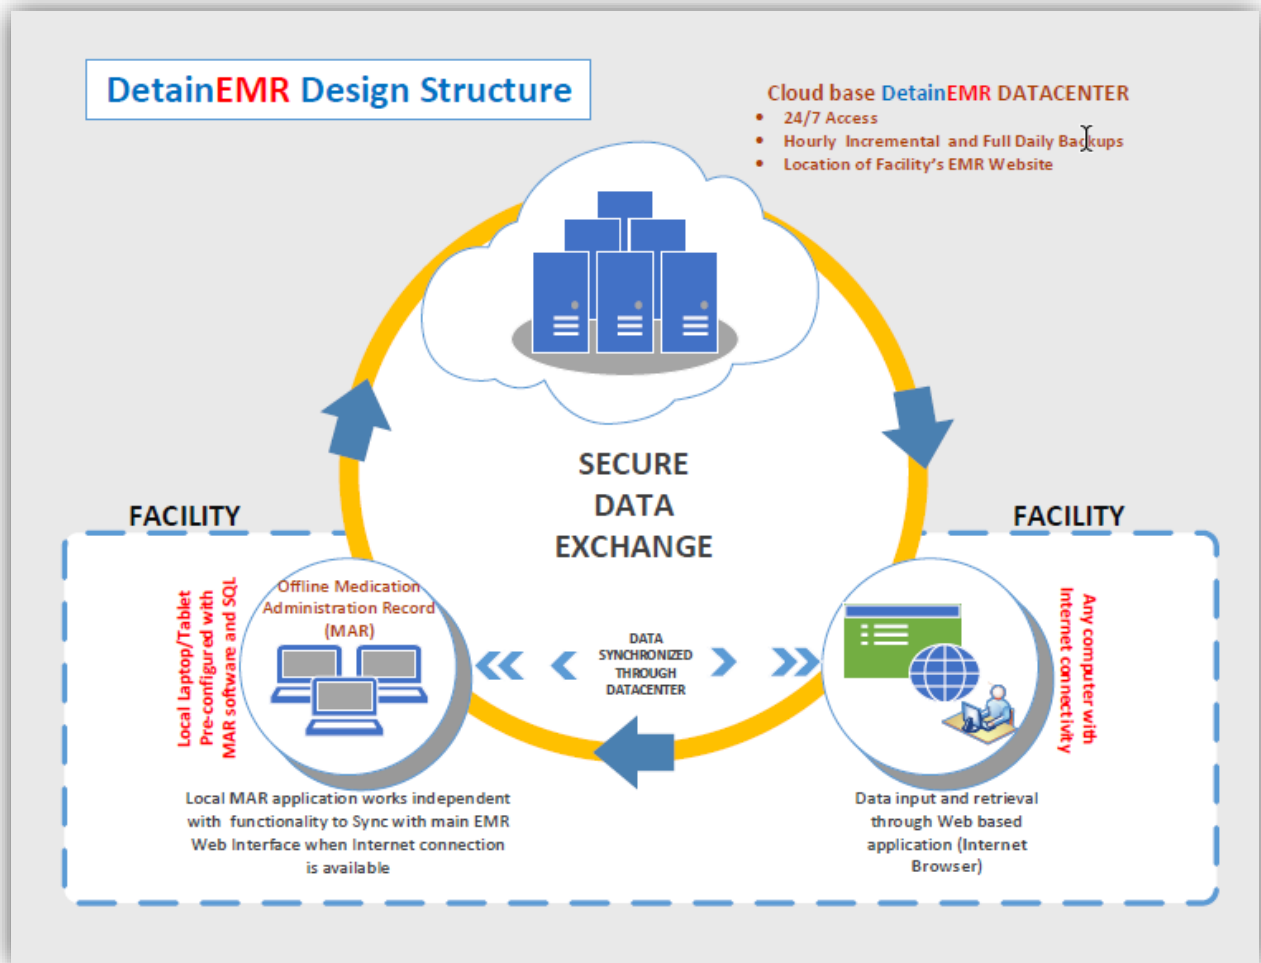 DetainEMR Design Structure
Cloud base DetainEMR DATACENTER
• 24/7 Access
• Hourly Incremental and Full Daily Backups
• Location of Facility's EMR Website
SECURE
DATA
EXCHANGE
FACILITY
FACILITY
Local Laptop/Tablet
Pre-configured with
MAR software and SQL
Offline Medication
Administration Record
(MAR)
DATA
SYNCHRONIZED
THROUGH
DATACENTER
Any computer with
Internet connectivity
Local MAR application works independent
with functionality to Sync with main EMR
Web Interface when Internet connection
is available
Data input and retrieval
through Web based
application (Internet
Browser)